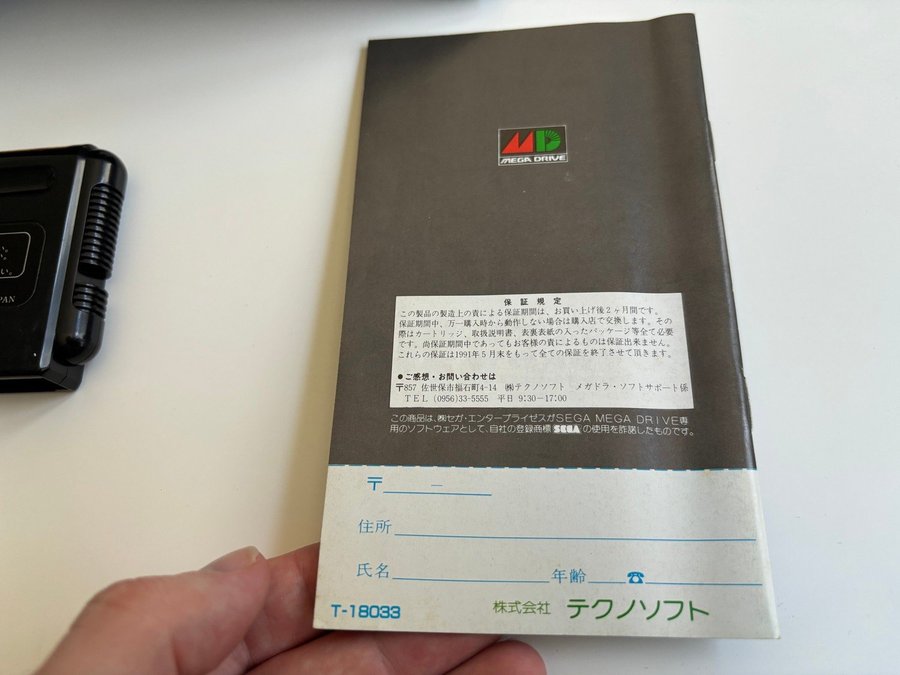 MD
MEGA DRIVE
い。
PAN
保証規定
この製品の製造上の責による保証期間は、お買い上げ後2ヶ月間です。
保証期間中、万一購入時から動作しない場合は購入店で交換します。その
際はカートリッジ、取扱説明書、表裏表紙の入ったパッケージ等全て必要
です。尚保証期間中であってもお客様の責によるものは保証出来ません。
これらの保証は1991年5月末をもって全ての保証を終了させて頂きます。
●ご感想・お問い合わせは
〒857 佐世保市福石町4-14 ㈱テクノソフト メガドラ・ソフトサポート係
TEL (0956)33-5555 平日 9:30-17:00
この商品は、㈱セガ・エンタープライゼスがSEGA MEGA DRIVE専
用のソフトウェアとして、自社の登録商標 SEGA の使用を許諾したものです。
〒 －
住所
氏名 年齢 ☎
T-18033 株式会社 テクノソフト